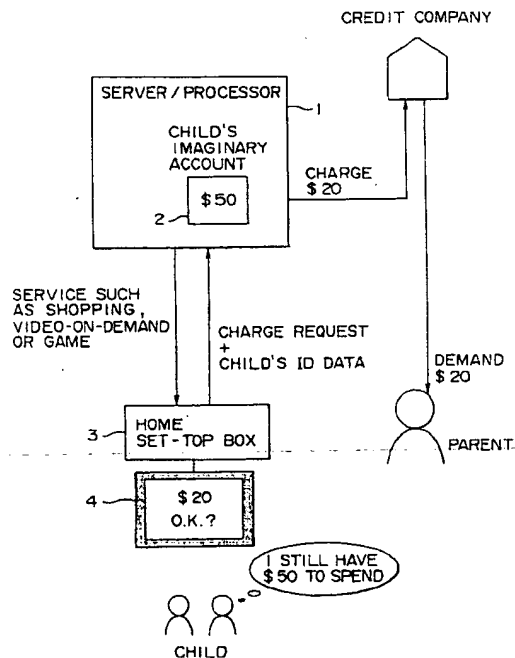 CREDIT COMPANY
SERVER/PROCESSOR
1
CHILD'S
IMAGINARY
ACCOUNT
2
$50
CHARGE
$20
SERVICE SUCH
AS SHOPPING,
VIDEO-ON-DEMAND
OR GAME
CHARGE REQUEST
+
CHILD'S ID DATA
DEMAND
$20
3
HOME
SET-TOP BOX
PARENT
4
$20
O.K.?
I STILL HAVE
$50 TO SPEND
CHILD